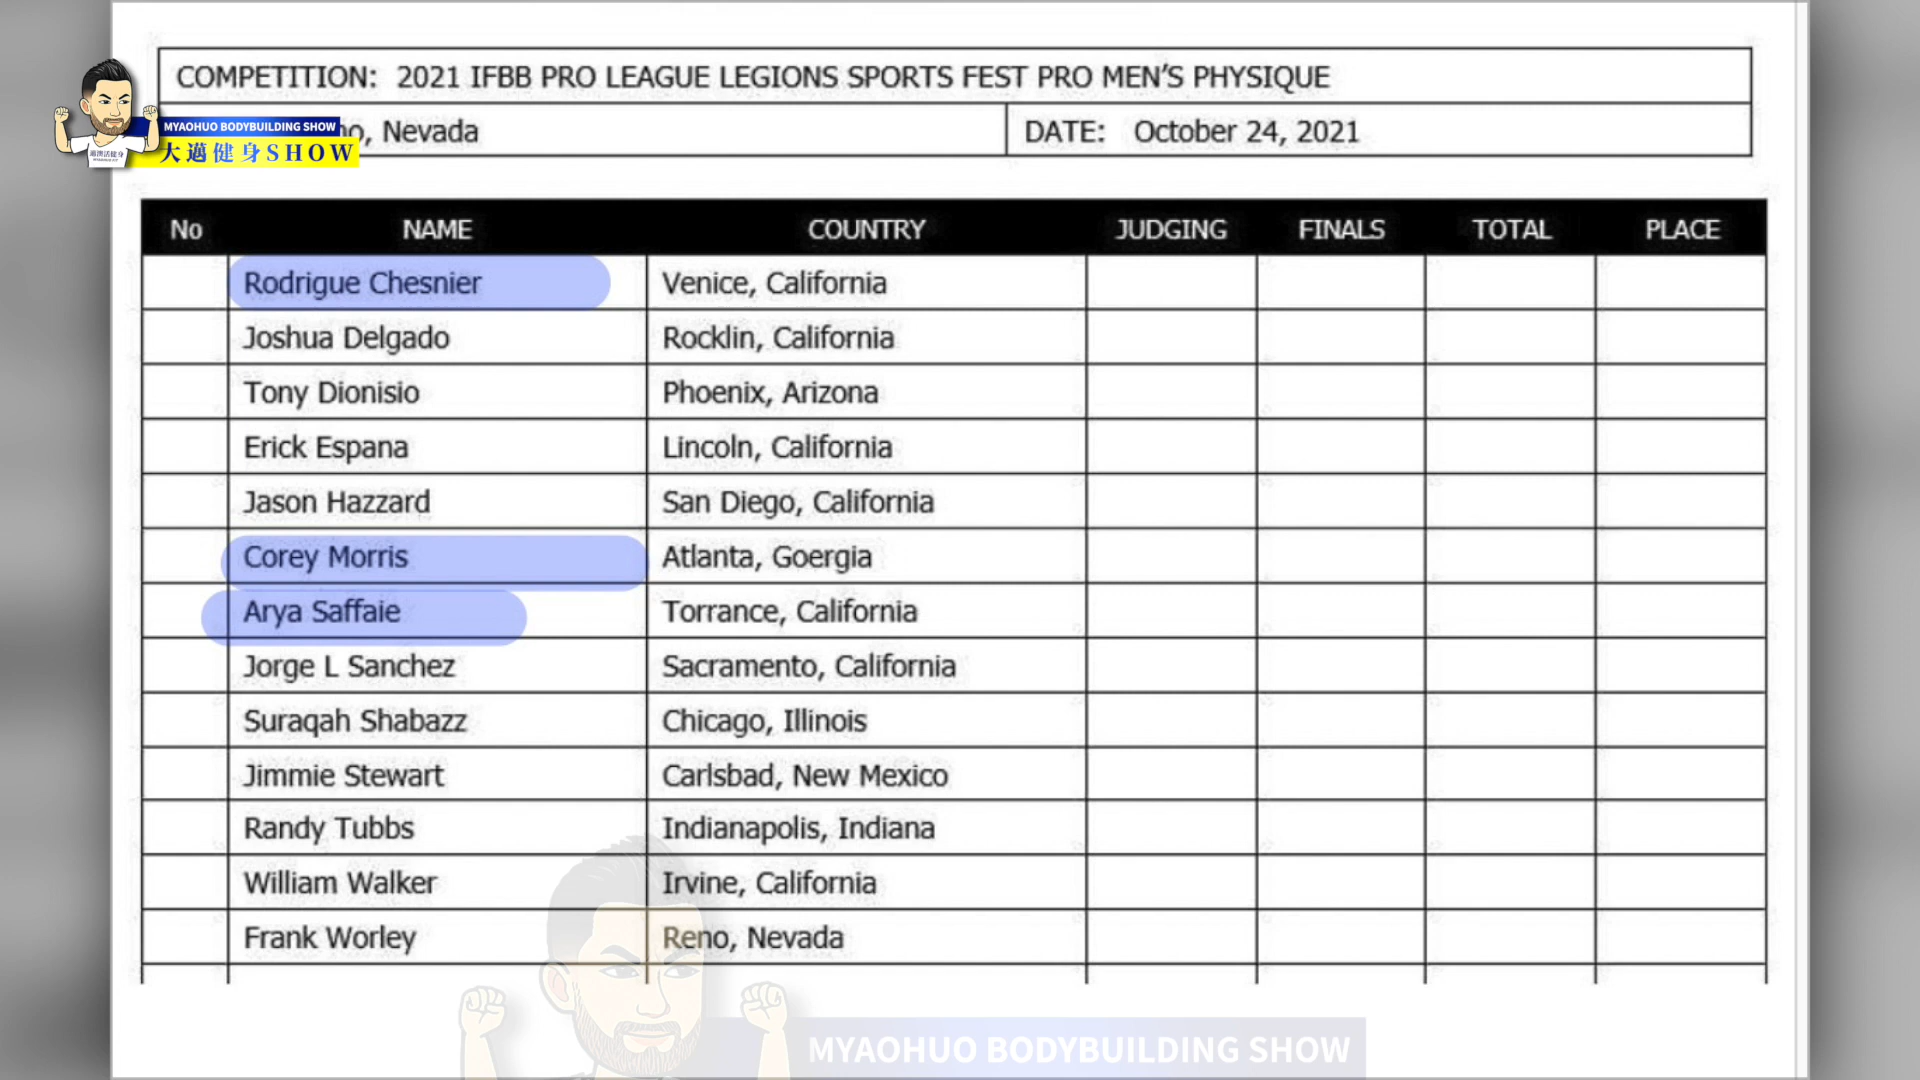 COMPETITION: 2021 IFBB PRO LEAGUE LEGIONS SPORTS FEST PRO MEN'S PHYSIQUE
MYAOHUO BODYBUILDING SHOW
大邁健身SHOW
Nevada DATE: October 24, 2021
No NAME COUNTRY JUDGING FINALS TOTAL PLACE
Rodrigue Chesnier Venice, California
Joshua Delgado Rocklin, California
Tony Dionisio Phoenix, Arizona
Erick Espana Lincoln, California
Jason Hazzard San Diego, California
Corey Morris Atlanta, Goergia
Arya Saffaie Torrance, California
Jorge L Sanchez Sacramento, California
Suraqah Shabazz Chicago, Illinois
Jimmie Stewart Carlsbad, New Mexico
Randy Tubbs Indianapolis, Indiana
William Walker Irvine, California
Frank Worley Reno, Nevada
MYAOHUO BODYBUILDING SHOW